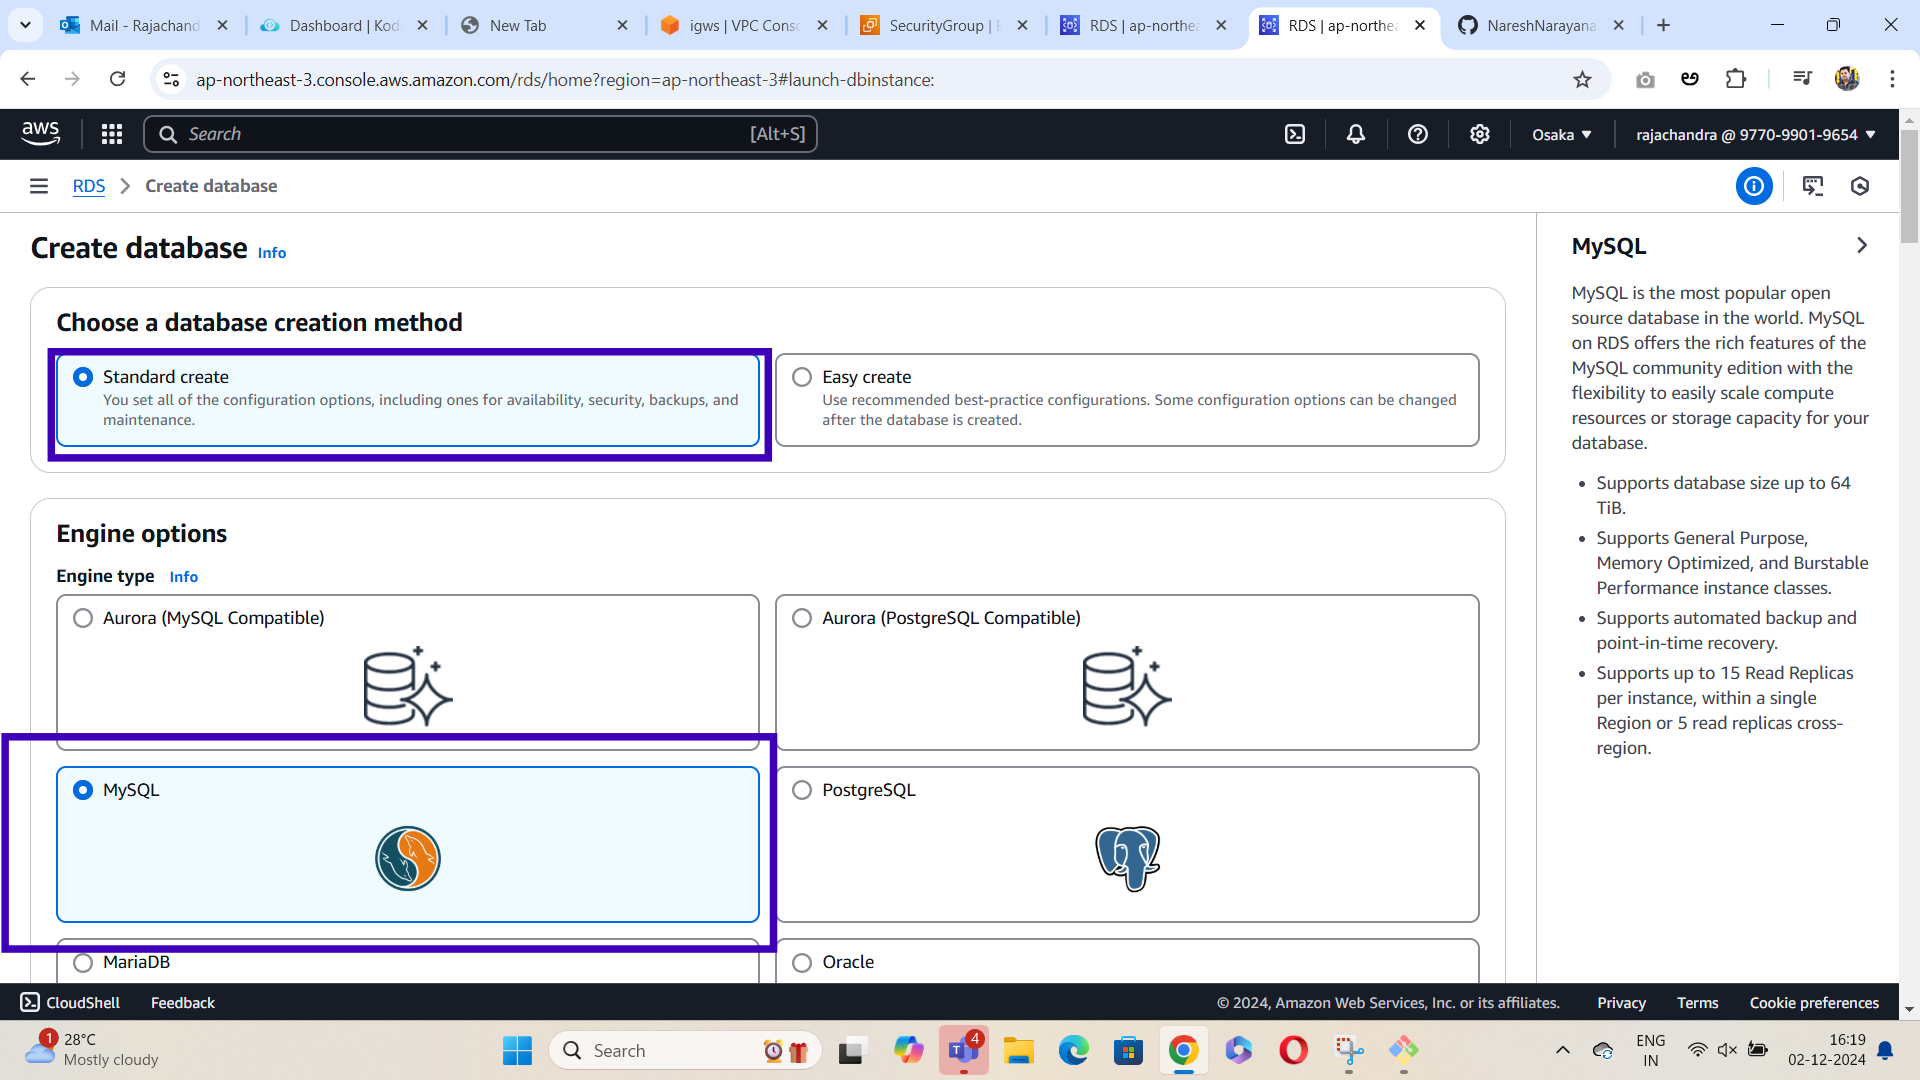 Mail - Rajachand
Dashboard | Kod
New Tab
igws | VPC Conso
SecurityGroup | E
RDS | ap-northea
RDS | ap-northea
NareshNarayana
ap-northeast-3.console.aws.amazon.com/rds/home?region=ap-northeast-3#launch-dbinstance:
aws
Search
[Alt+S]
Osaka
rajachandra @ 9770-9901-9654
RDS
Create database
Create database
Info
Choose a database creation method
Standard create
You set all of the configuration options, including ones for availability, security, backups, and
maintenance.
Easy create
Use recommended best-practice configurations. Some configuration options can be changed
after the database is created.
Engine options
Engine type
Info
Aurora (MySQL Compatible)
Aurora (PostgreSQL Compatible)
MySQL
PostgreSQL
MariaDB
Oracle
MySQL
MySQL is the most popular open
source database in the world. MySQL
on RDS offers the rich features of the
MySQL community edition with the
flexibility to easily scale compute
resources or storage capacity for your
database.
• Supports database size up to 64
TiB.
• Supports General Purpose,
Memory Optimized, and Burstable
Performance instance classes.
• Supports automated backup and
point-in-time recovery.
• Supports up to 15 Read Replicas
per instance, within a single
Region or 5 read replicas cross-
region.
CloudShell
Feedback
© 2024, Amazon Web Services, Inc. or its affiliates.
Privacy
Terms
Cookie preferences
1
28°C
Mostly cloudy
Search
4
ENG
IN
16:19
02-12-2024